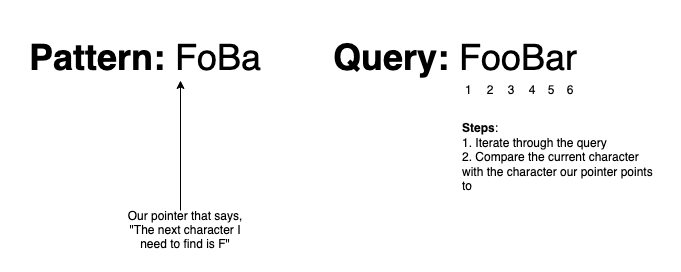 Pattern: FoBa
Query: FooBar
1 2 3 4 5 6
Steps:
1. Iterate through the query
2. Compare the current character
with the character our pointer points
to
Our pointer that says,
"The next character I
need to find is F"